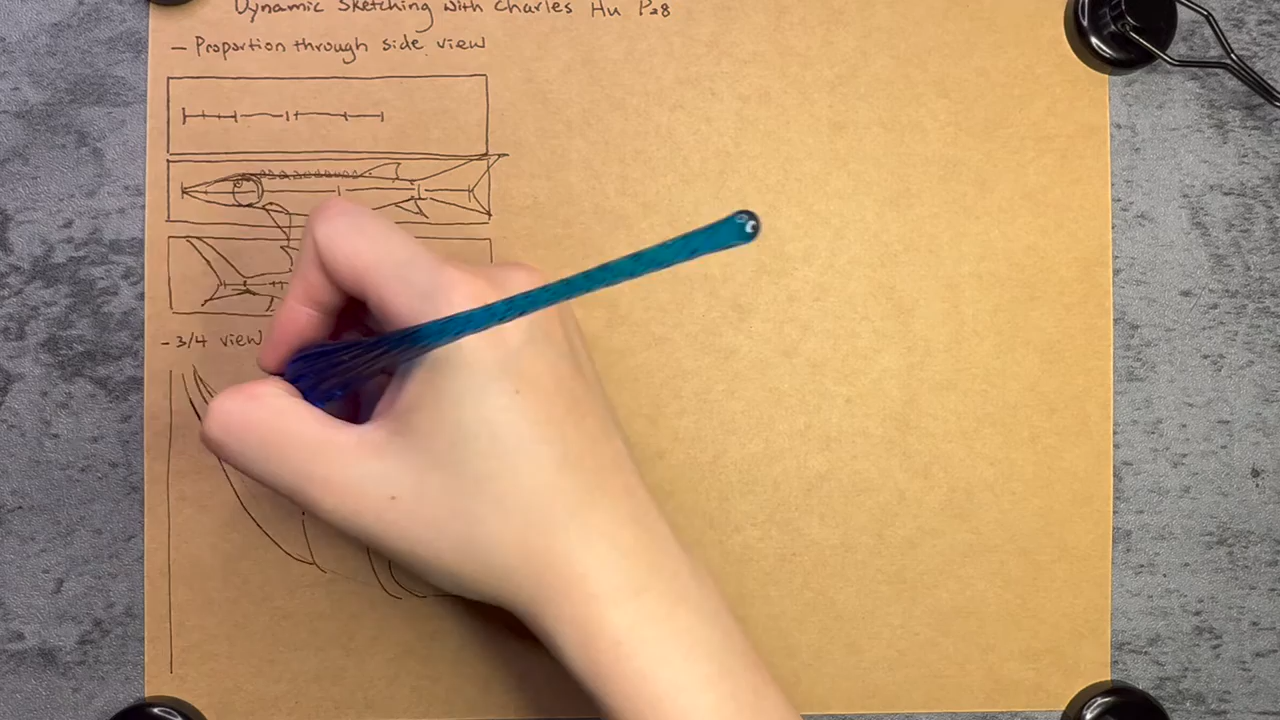 Dynamic Sketching with Charles Hu P28
- Proportion through side view
- 3/4 view